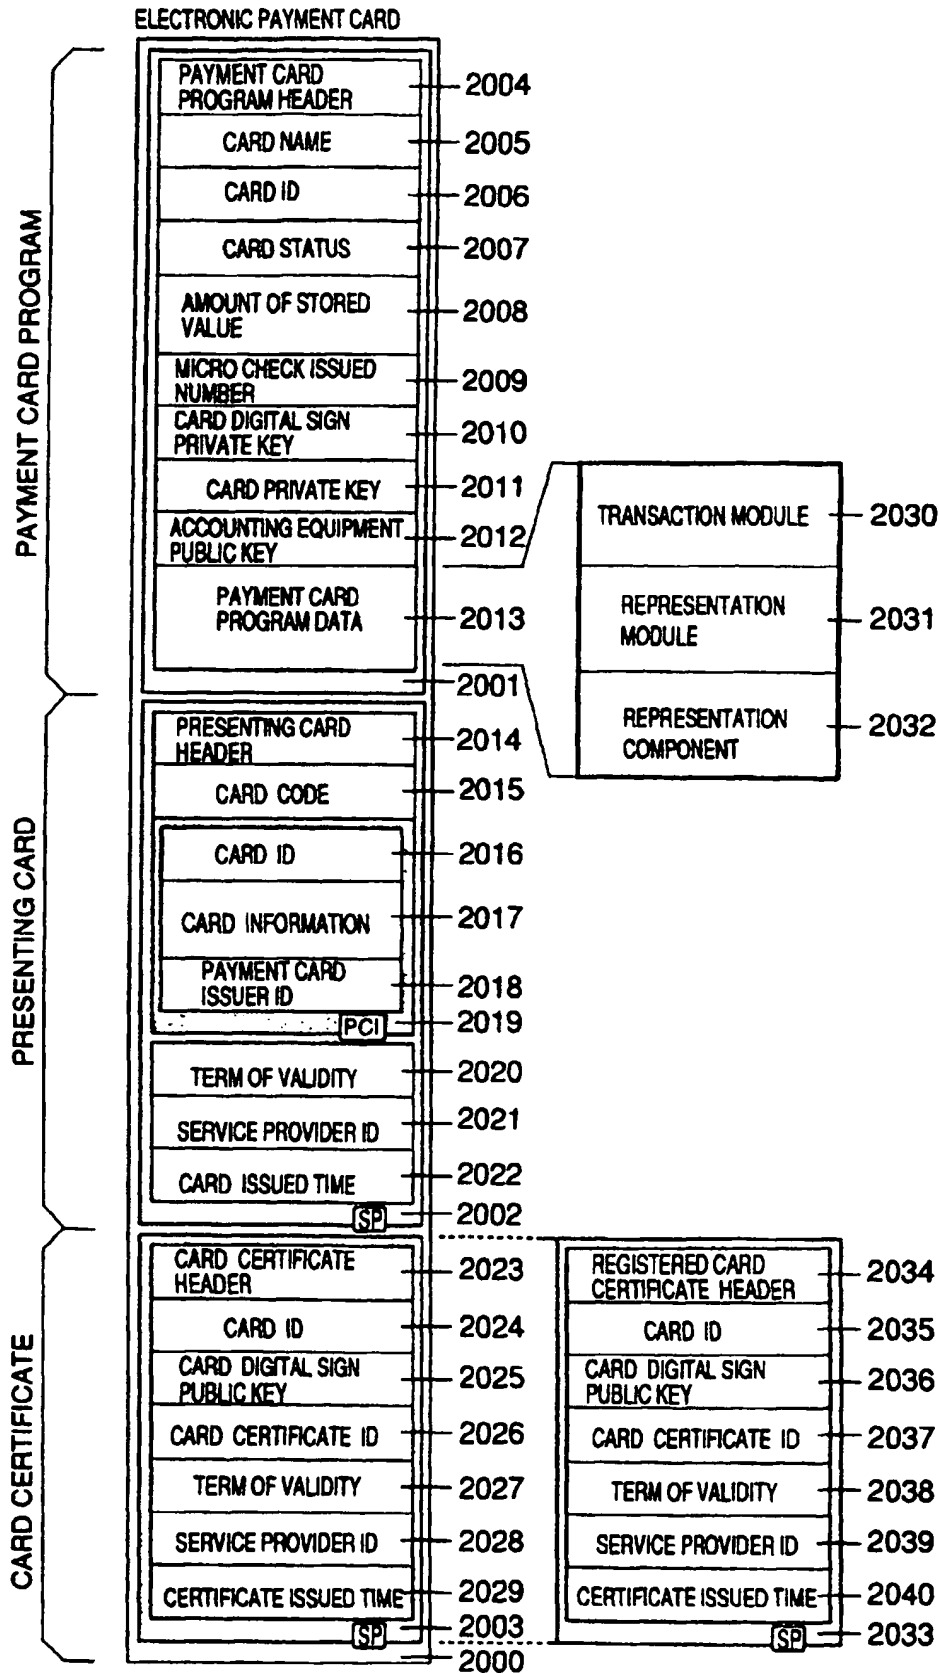 ELECTRONIC PAYMENT CARD
PAYMENT CARD PROGRAM
PAYMENT CARD
PROGRAM HEADER
2004
CARD NAME
2005
CARD ID
2006
CARD STATUS
2007
AMOUNT OF STORED
VALUE
2008
MICRO CHECK ISSUED
NUMBER
2009
CARD DIGITAL SIGN
PRIVATE KEY
2010
CARD PRIVATE KEY
2011
ACCOUNTING EQUIPMENT
PUBLIC KEY
2012
PAYMENT CARD
PROGRAM DATA
2013
2001
TRANSACTION MODULE
2030
REPRESENTATION
MODULE
2031
REPRESENTATION
COMPONENT
2032
PRESENTING CARD
PRESENTING CARD
HEADER
2014
CARD CODE
2015
CARD ID
2016
CARD INFORMATION
2017
PAYMENT CARD
ISSUER ID
2018
PCI
2019
TERM OF VALIDITY
2020
SERVICE PROVIDER ID
2021
CARD ISSUED TIME
2022
SP
2002
CARD CERTIFICATE
CARD CERTIFICATE
HEADER
2023
CARD ID
2024
CARD DIGITAL SIGN
PUBLIC KEY
2025
CARD CERTIFICATE ID
2026
TERM OF VALIDITY
2027
SERVICE PROVIDER ID
2028
CERTIFICATE ISSUED TIME
2029
SP
2003
2000
REGISTERED CARD
CERTIFICATE HEADER
2034
CARD ID
2035
CARD DIGITAL SIGN
PUBLIC KEY
2036
CARD CERTIFICATE ID
2037
TERM OF VALIDITY
2038
SERVICE PROVIDER ID
2039
CERTIFICATE ISSUED TIME
2040
SP
2033